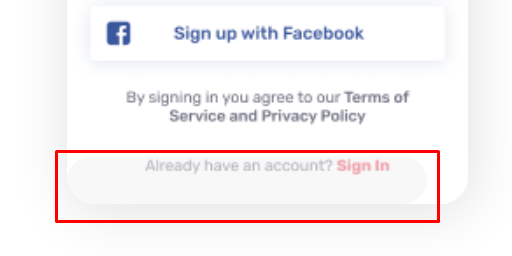 Sign up with Facebook
By signing in you agree to our Terms of
Service and Privacy Policy
Already have an account? Sign In